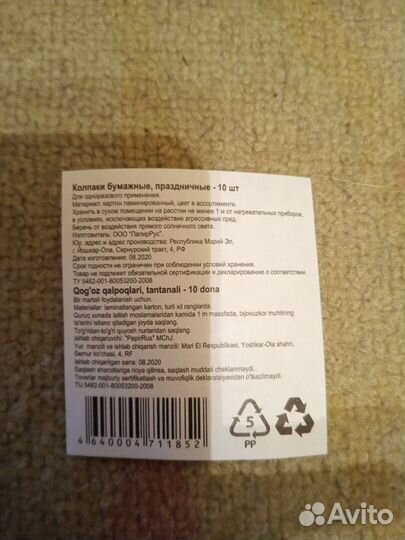 Колпаки бумажные, праздничные - 10 шт
Для одноразового применения.
Материал: картон ламинированный, цвет в ассортименте.
Хранить в сухом помещении на расстии не менее 1 м от нагревательных приборов,
в условиях, исключающих воздействие агрессивных сред.
Беречь от воздействия прямого солнечного света.
Изготовитель: ООО "ПапирРус".
Юр. адрес и адрес производства: Республика Марий Эл,
г. Йошкар-Ола, Сернурский тракт, 4, РФ
Дата изготовления: 08.2020
Срок годности не ограничен при соблюдении условий хранения.
Товар не подлежит обязательной сертификации и декларированию о соответствии.
ТУ 5482-001-80053200-2008
Qog'oz qalpoqlari, tantanali - 10 dona
Bir martali foydalanish uchun.
Materiallar: laminatlangan karton, turli xil ranglarda.
Quruq xonada isitish moslamalaridan kamida 1 m masofada, tajovuzkor muhitning
ta'sirini istisno qiladigan joyda saqlang.
To'g'ridan-to'g'ri quyosh nurlaridan saqlang.
Ishlab chiqaruvchi: "PapirRus" MChJ.
Yur. manzili va ishlab chiqarish manzili: Mari El Respublikasi, Yoshkar-Ola shahri,
Sernur ko'chasi, 4, RF
Ishlab chiqarilgan sana: 08.2020
Saqlash sharoitlariga rioya qilinsa, saqlash muddati cheklanmaydi.
Tovarlar majburiy sertifikatlash va muvofiqlik deklaratsiyasidan o'tkazilmaydi.
TU 5482-001-80053200-2008
4640004711852
5
PP
Avito